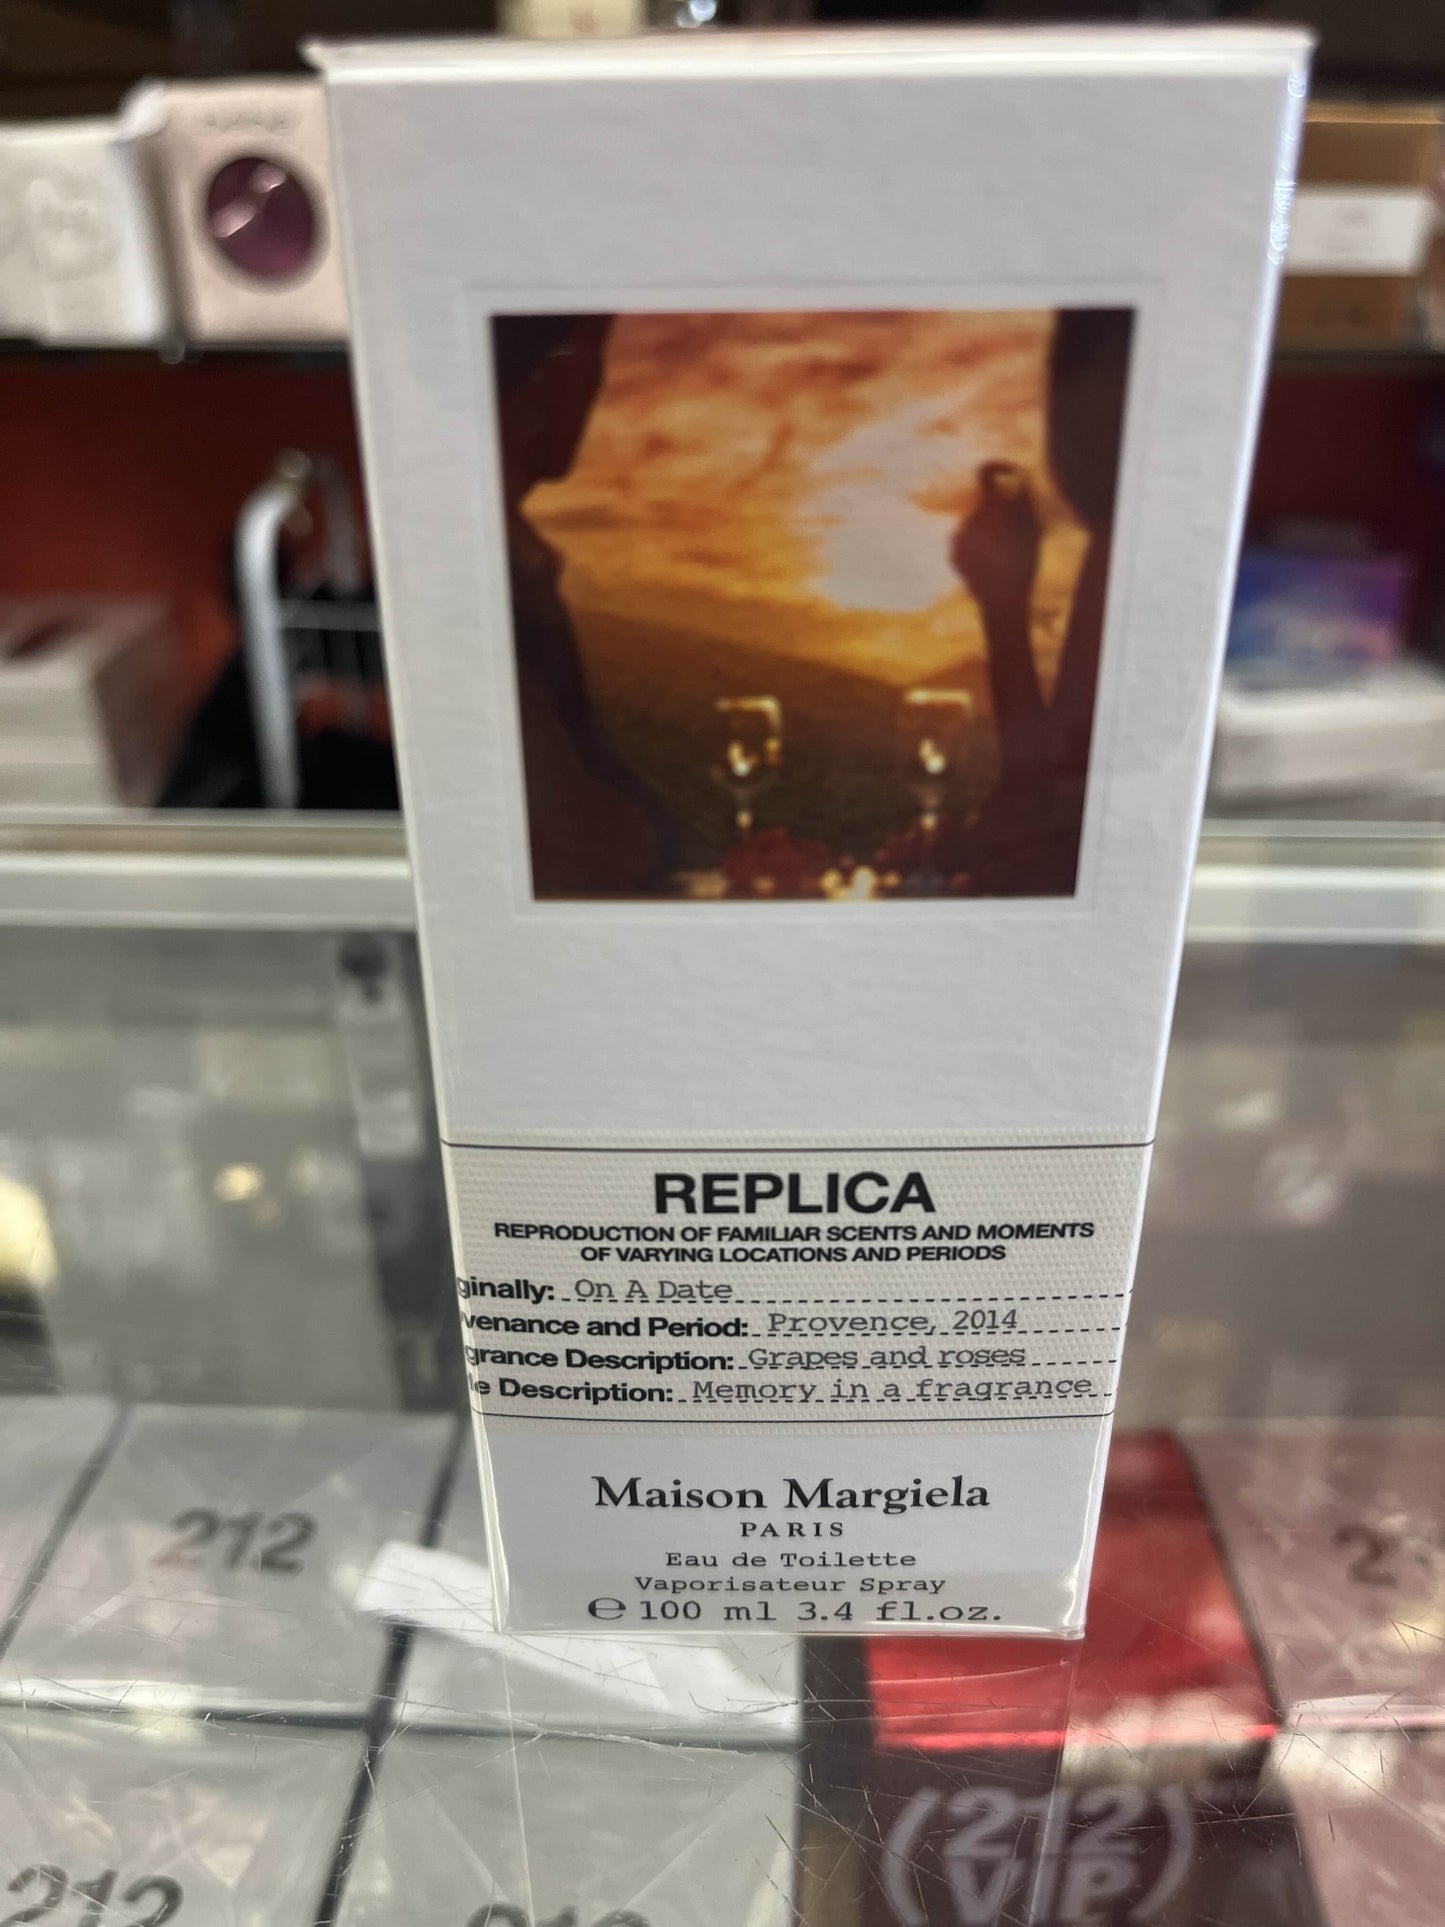 REPLICA
REPRODUCTION OF FAMILIAR SCENTS AND MOMENTS
OF VARYING LOCATIONS AND PERIODS
ginally: On A Date
venance and Period: Provence, 2014
grance Description: Grapes and roses
e Description: Memory in a fragrance
Maison Margiela
PARIS
Eau de Toilette
Vaporisateur Spray
e 100 ml 3.4 fl.oz.
212
(212
VIP)
212